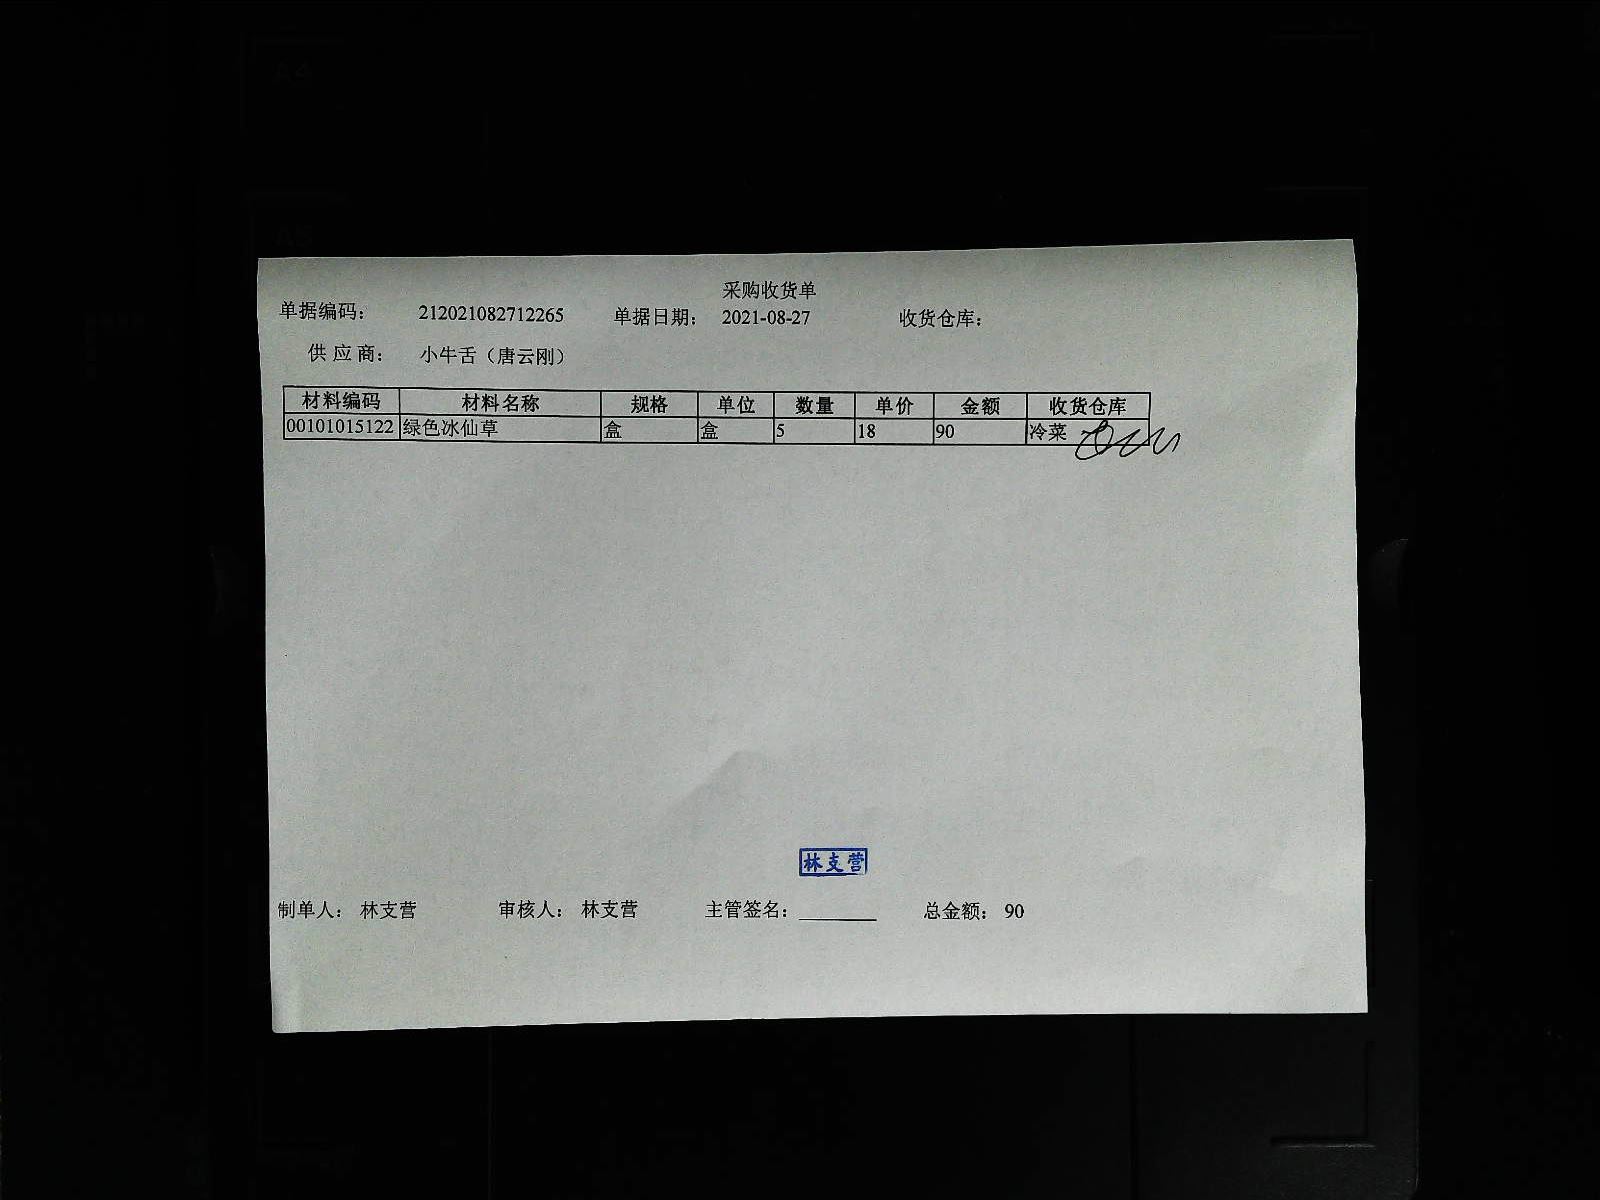 采购收货单
单据编码： 212021082712265 单据日期： 2021-08-27 收货仓库：
供应商： 小牛舌（唐云刚）
材料编码 材料名称 规格 单位 数量 单价 金额 收货仓库
00101015122 绿色冰仙草 盒 盒 5 18 90 冷菜
林支营
制单人： 林支营 审核人： 林支营 主管签名： 总金额： 90